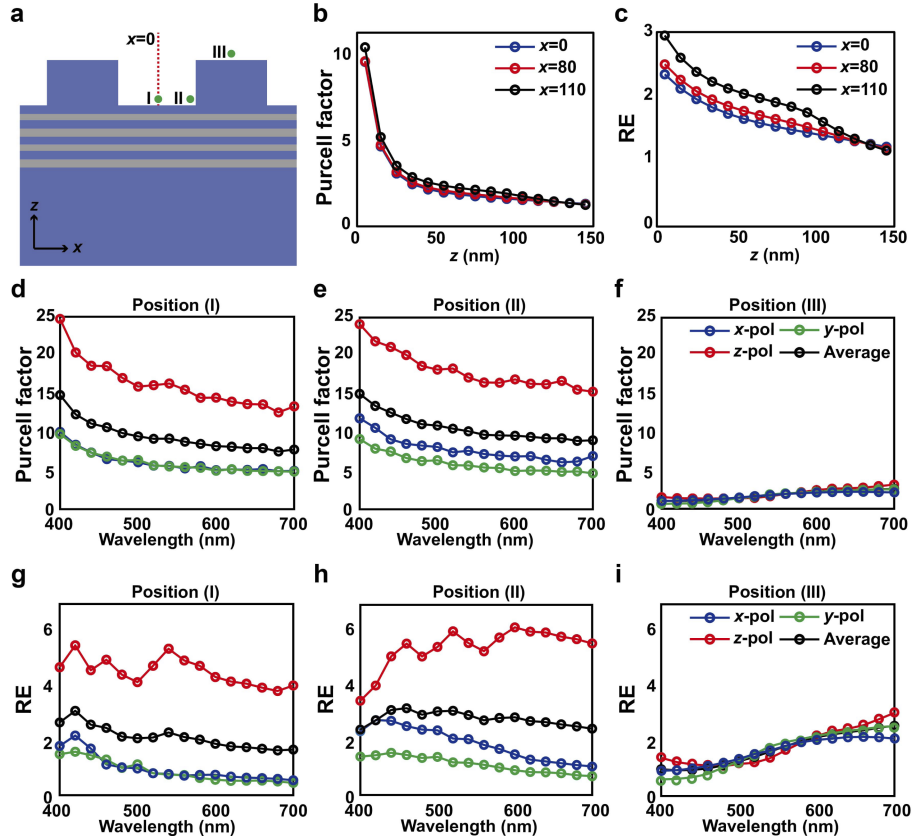 a
x=0
III
I
II
z
x
b
Purcell factor
10
5
0
x=0
x=80
x=110
0
50
100
150
z (nm)
c
RE
3
2
1
0
x=0
x=80
x=110
0
50
100
150
z (nm)
d
Position (I)
Purcell factor
25
20
15
10
5
0
400
500
600
700
Wavelength (nm)
e
Position (II)
Purcell factor
25
20
15
10
5
0
400
500
600
700
Wavelength (nm)
f
Position (III)
Purcell factor
25
20
15
10
5
0
x-pol
y-pol
z-pol
Average
400
500
600
700
Wavelength (nm)
g
Position (I)
RE
6
4
2
0
400
500
600
700
Wavelength (nm)
h
Position (II)
RE
6
4
2
0
400
500
600
700
Wavelength (nm)
i
Position (III)
RE
6
4
2
0
x-pol
y-pol
z-pol
Average
400
500
600
700
Wavelength (nm)